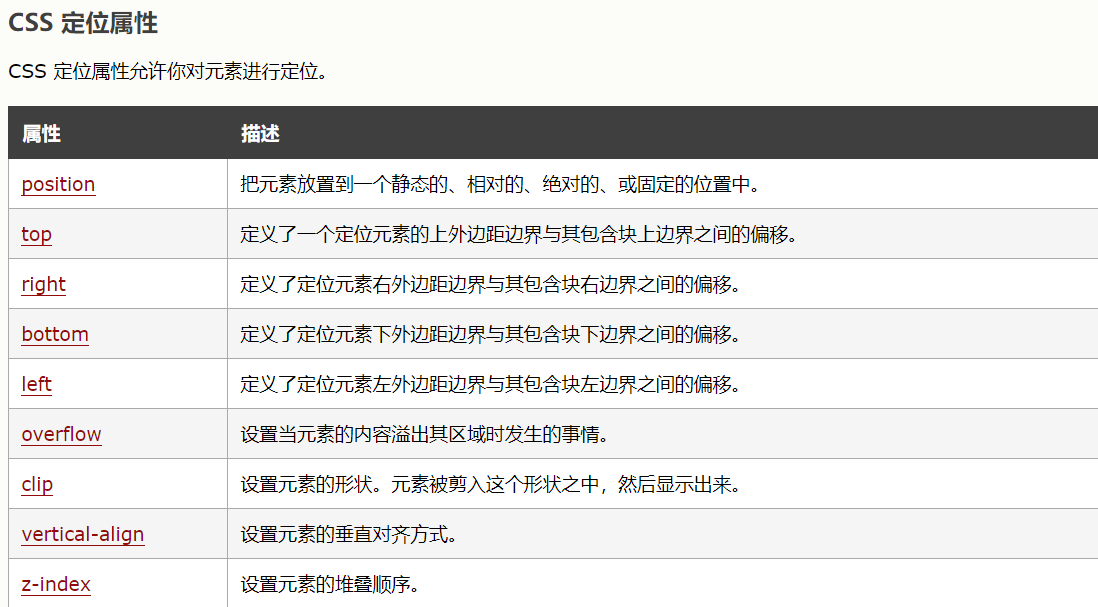 CSS 定位属性
CSS 定位属性允许你对元素进行定位。
属性 描述
position 把元素放置到一个静态的、相对的、绝对的、或固定的位置中。
top 定义了一个定位元素的上外边距边界与其包含块上边界之间的偏移。
right 定义了定位元素右外边距边界与其包含块右边界之间的偏移。
bottom 定义了定位元素下外边距边界与其包含块下边界之间的偏移。
left 定义了定位元素左外边距边界与其包含块左边界之间的偏移。
overflow 设置当元素的内容溢出其区域时发生的事情。
clip 设置元素的形状。元素被剪入这个形状之中，然后显示出来。
vertical-align 设置元素的垂直对齐方式。
z-index 设置元素的堆叠顺序。